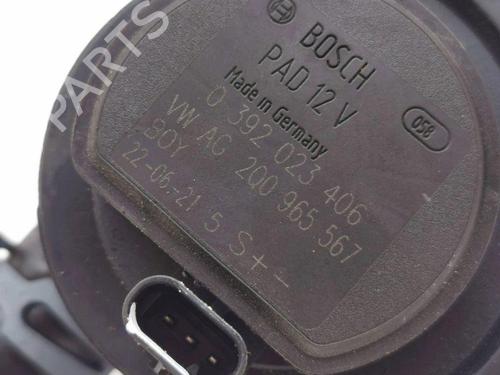 BOSCH
PAD 12 V
Made in Germany
058
0 392 023 406
VW AG 2Q0 965 567
BOY
22-06.-21 5 S + -
PARTS